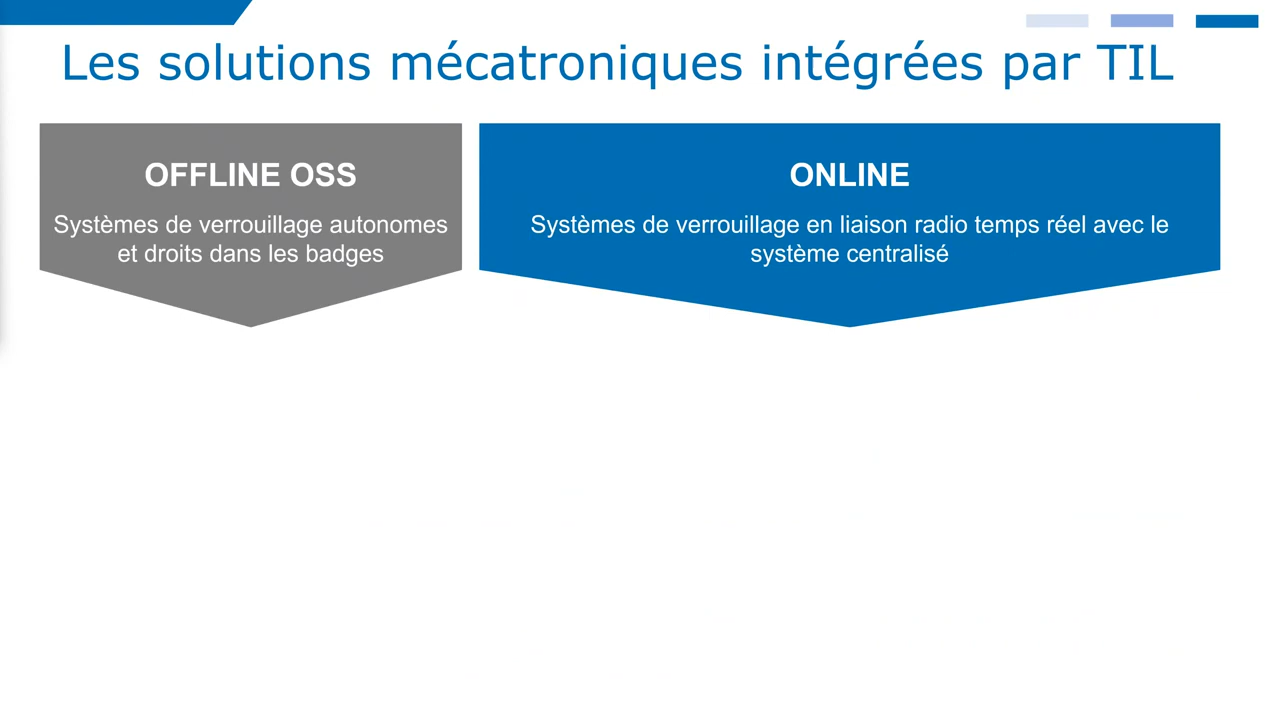 Les solutions mécatroniques intégrées par TIL
OFFLINE OSS
Systèmes de verrouillage autonomes
et droits dans les badges
ONLINE
Systèmes de verrouillage en liaison radio temps réel avec le
système centralisé